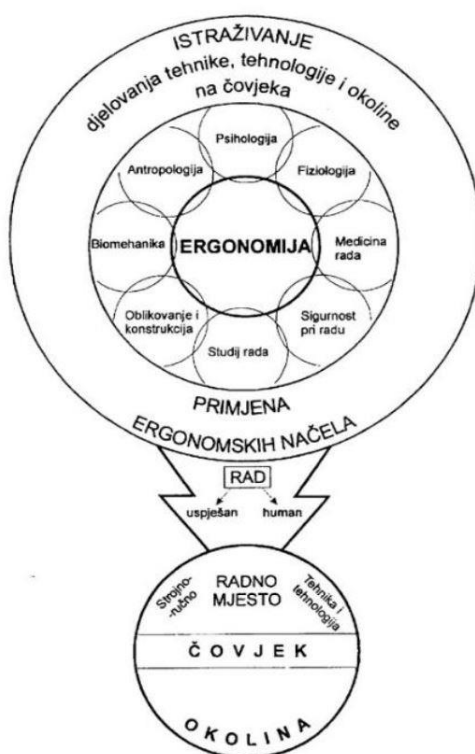 ISTRAŽIVANJE
djelovanja tehnike, tehnologije i okoline
na čovjeka
Psihologija
Antropologija
Fiziologija
Biomehanika
ERGONOMIJA
Medicina
rada
Oblikovanje i
konstrukcija
Sigurnost
pri radu
Studij rada
PRIMJENA
ERGONOMSKIH NAČELA
RAD
uspješan
human
Strojno-
-ručno
RADNO
MJESTO
Tehnika i
tehnologija
ČOVJEK
OKOLINA